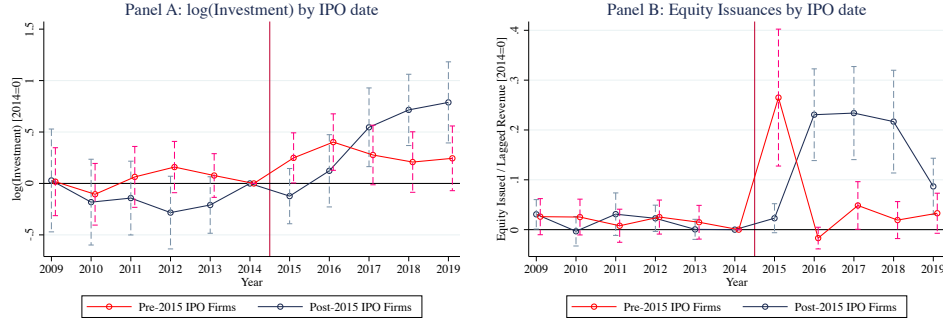 Panel A: log(Investment) by IPO date
log(Investment) [2014=0]
1.5
1
.5
0
-.5
2009 2010 2011 2012 2013 2014 2015 2016 2017 2018 2019
Year
Pre-2015 IPO Firms Post-2015 IPO Firms
Panel B: Equity Issuances by IPO date
Equity Issued / Lagged Revenue [2014=0]
.4
.3
.2
.1
0
2009 2010 2011 2012 2013 2014 2015 2016 2017 2018 2019
Year
Pre-2015 IPO Firms Post-2015 IPO Firms